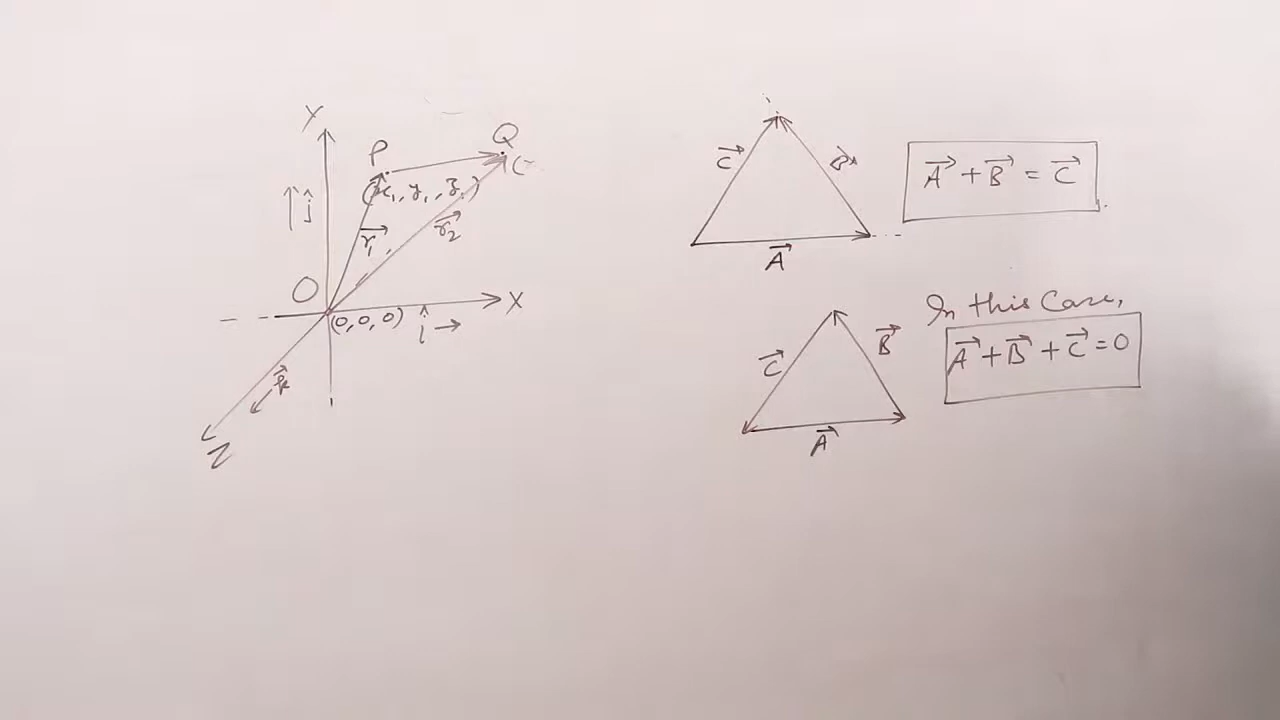 Y
P
Q
(x₁, y₁, z₁)
(
ĵ
r⃗₁
r⃗₂
O
(0, 0, 0)
X
î
k⃗
Z
C⃗
B⃗
A⃗
A⃗ + B⃗ = C⃗
In this Case,
A⃗ + B⃗ + C⃗ = 0
C⃗
B⃗
A⃗